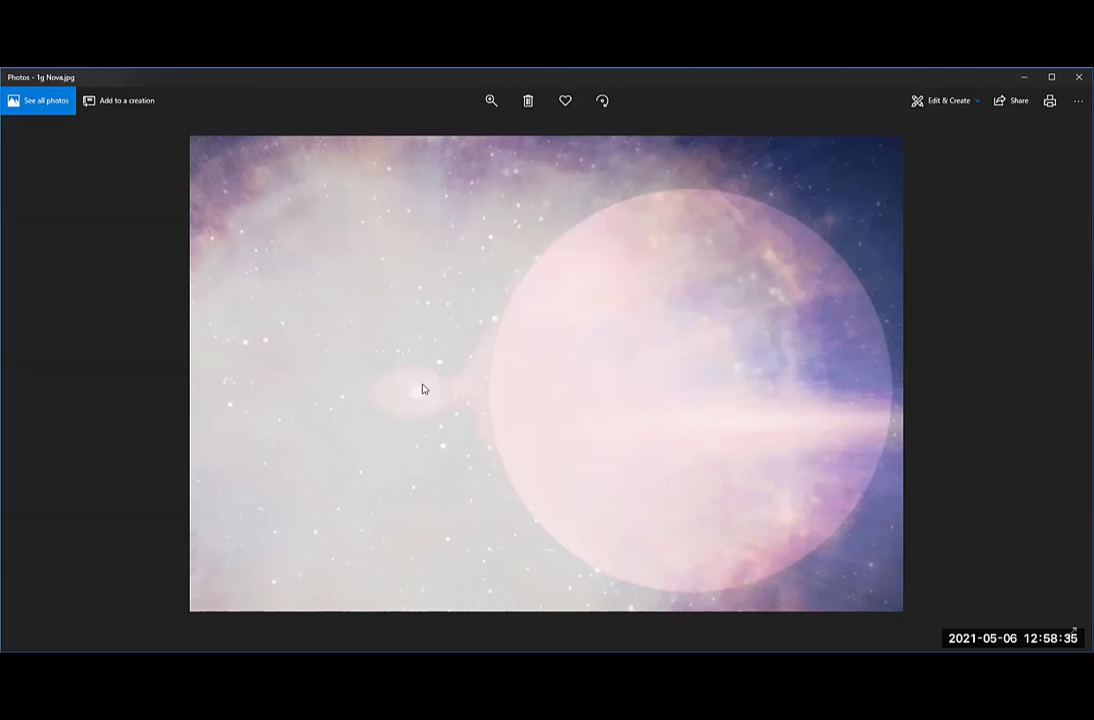 Photos - 1g Nova.jpg
See all photos
Add to a creation
Edit & Create
Share
2021-05-06 12:58:35